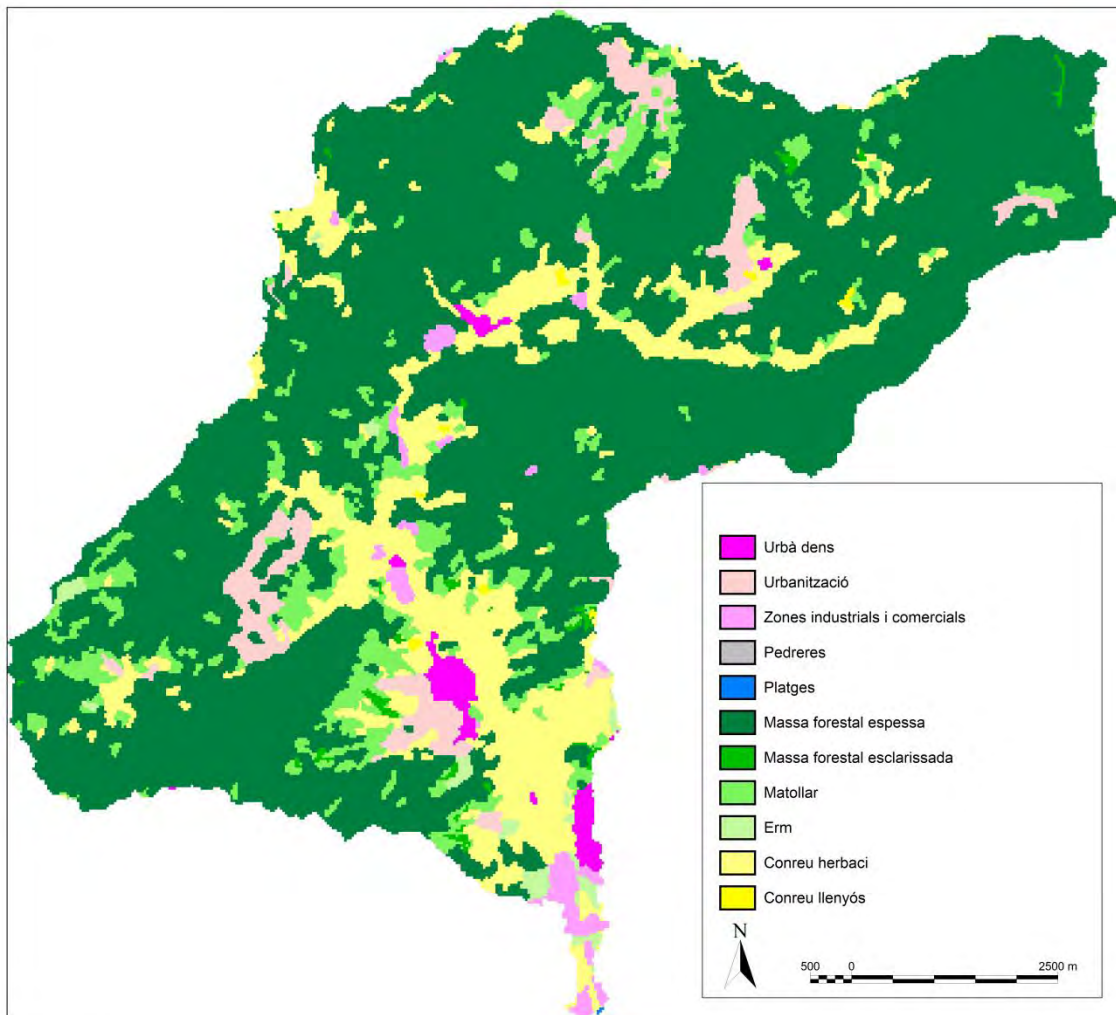 Urbà dens
Urbanització
Zones industrials i comercials
Pedreres
Platges
Massa forestal espessa
Massa forestal esclarissada
Matollar
Erm
Conreu herbaci
Conreu llenyós
N
500 0 2500 m